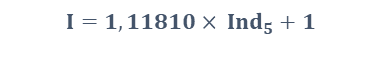 I = 1,11810 × Ind₅ + 1